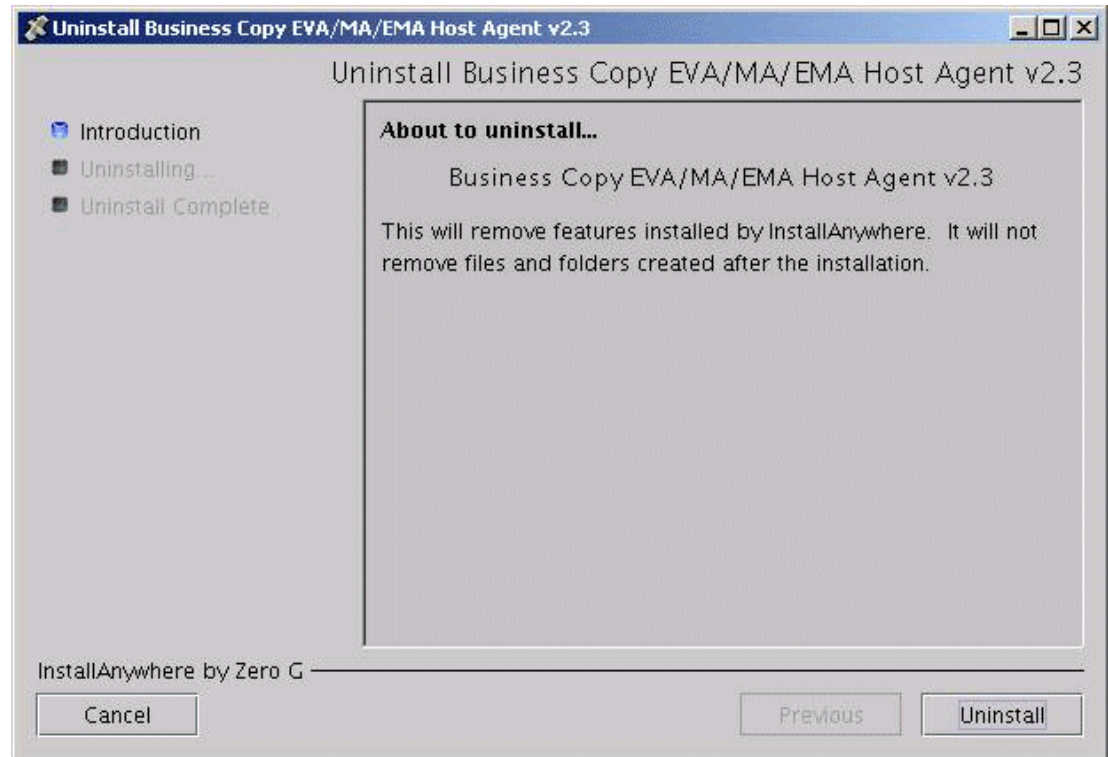 Uninstall Business Copy EVA/MA/EMA Host Agent v2.3
Uninstall Business Copy EVA/MA/EMA Host Agent v2.3
Introduction
Uninstalling...
Uninstall Complete
About to uninstall...
Business Copy EVA/MA/EMA Host Agent v2.3
This will remove features installed by InstallAnywhere. It will not
remove files and folders created after the installation.
InstallAnywhere by Zero G
Cancel
Previous
Uninstall